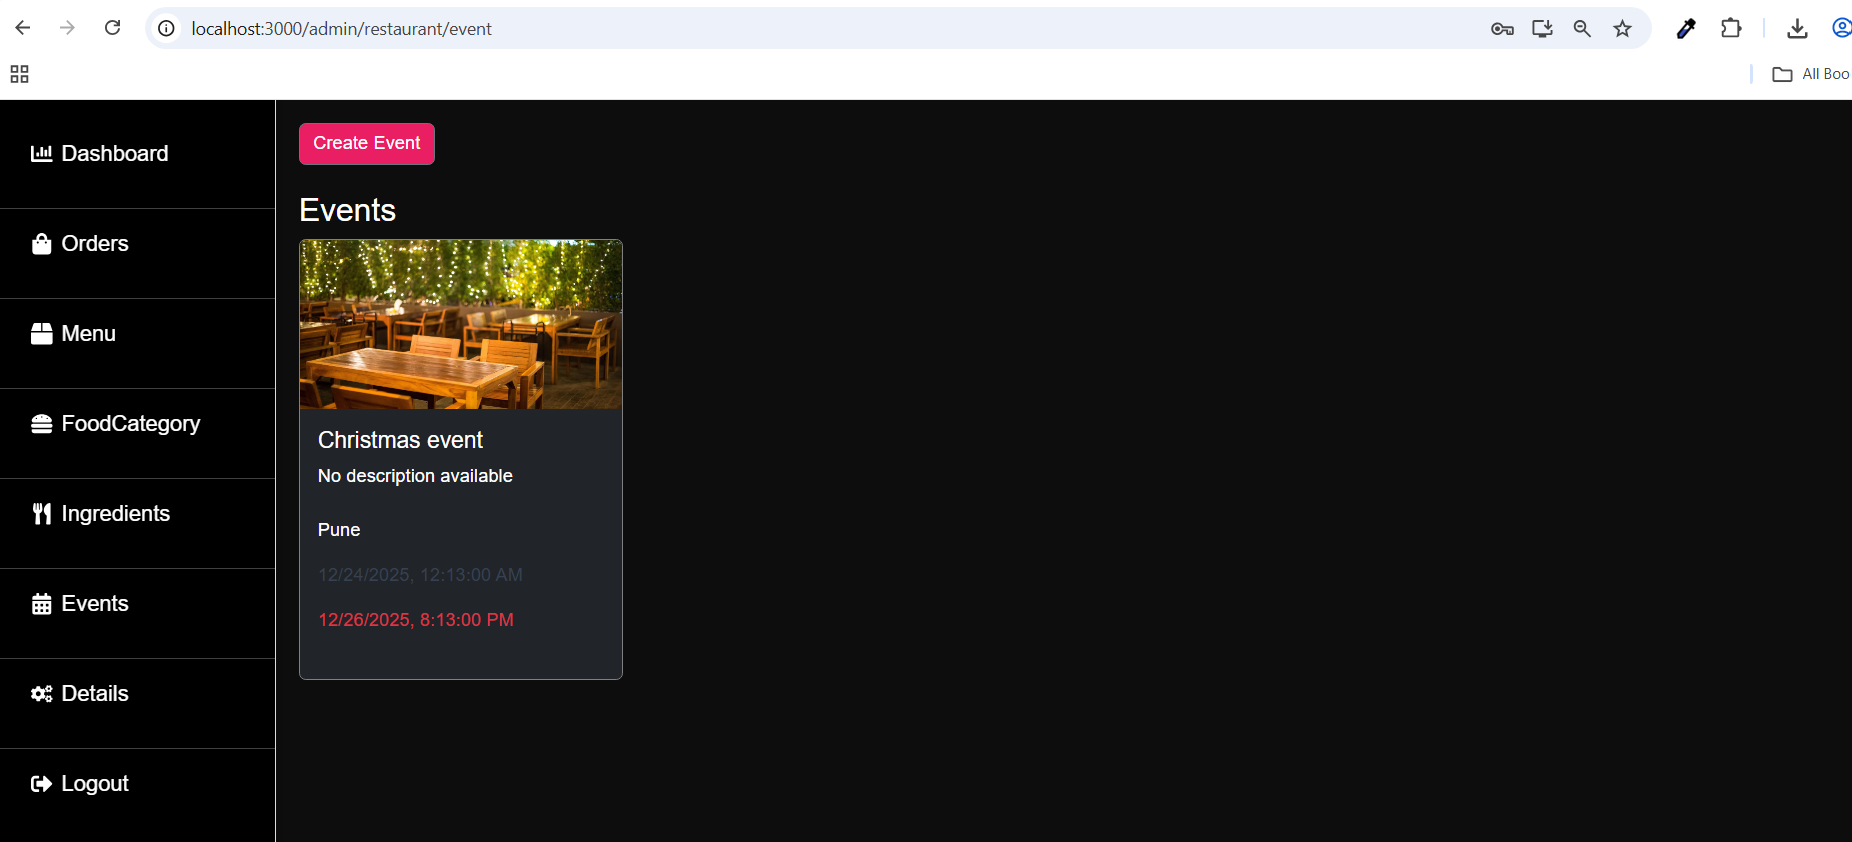 localhost:3000/admin/restaurant/event
All Boo
Dashboard
Orders
Menu
FoodCategory
Ingredients
Events
Details
Logout
Create Event
Events
Christmas event
No description available
Pune
12/24/2025, 12:13:00 AM
12/26/2025, 8:13:00 PM